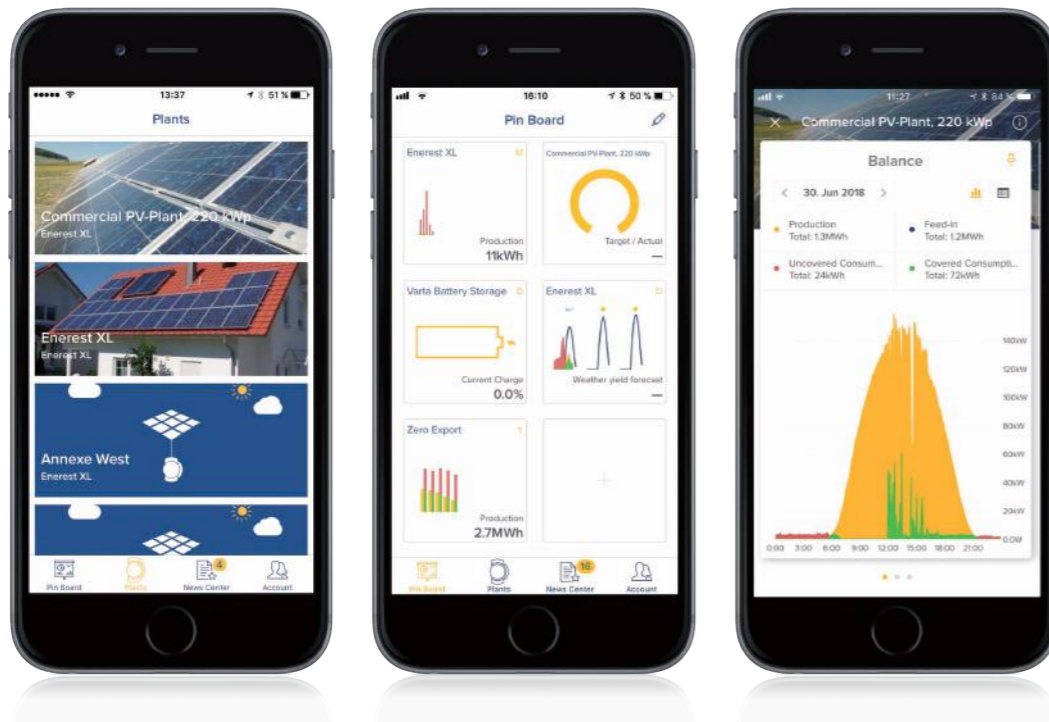 13:37
51 %
Plants
Commercial PV-Plant, 220 kWp
Enerest XL
Enerest XL
Enerest XL
Annexe West
Enerest XL
4
Pin Board
Plants
News Center
Account
16:10
50 %
Pin Board
Enerest XL
M
Production
11kWh
Commercial PV-Plant, 220 kWp
Target / Actual
—
Varta Battery Storage
D
Current Charge
0.0%
Enerest XL
D
Weather yield forecast
—
Zero Export
Y
Production
2.7MWh
+
16
Pin Board
Plants
News Center
Account
11:27
84 %
Commercial PV-Plant, 220 kWp
Balance
< 30. Jun 2018 >
Production
Total: 1.3MWh
Feed-In
Total: 1.2MWh
Uncovered Consum...
Total: 24kWh
Covered Consumpti...
Total: 72kWh
140kW
120kW
100kW
80kW
60kW
40kW
20kW
0.0W
0:00 3:00 6:00 9:00 12:00 15:00 18:00 21:00